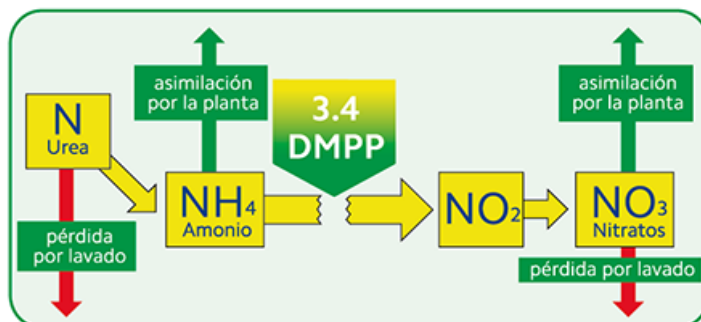 N
Urea
pérdida
por lavado
asimilación
por la planta
NH₄
Amonio
3.4
DMPP
NO₂
asimilación
por la planta
NO₃
Nitratos
pérdida por lavado